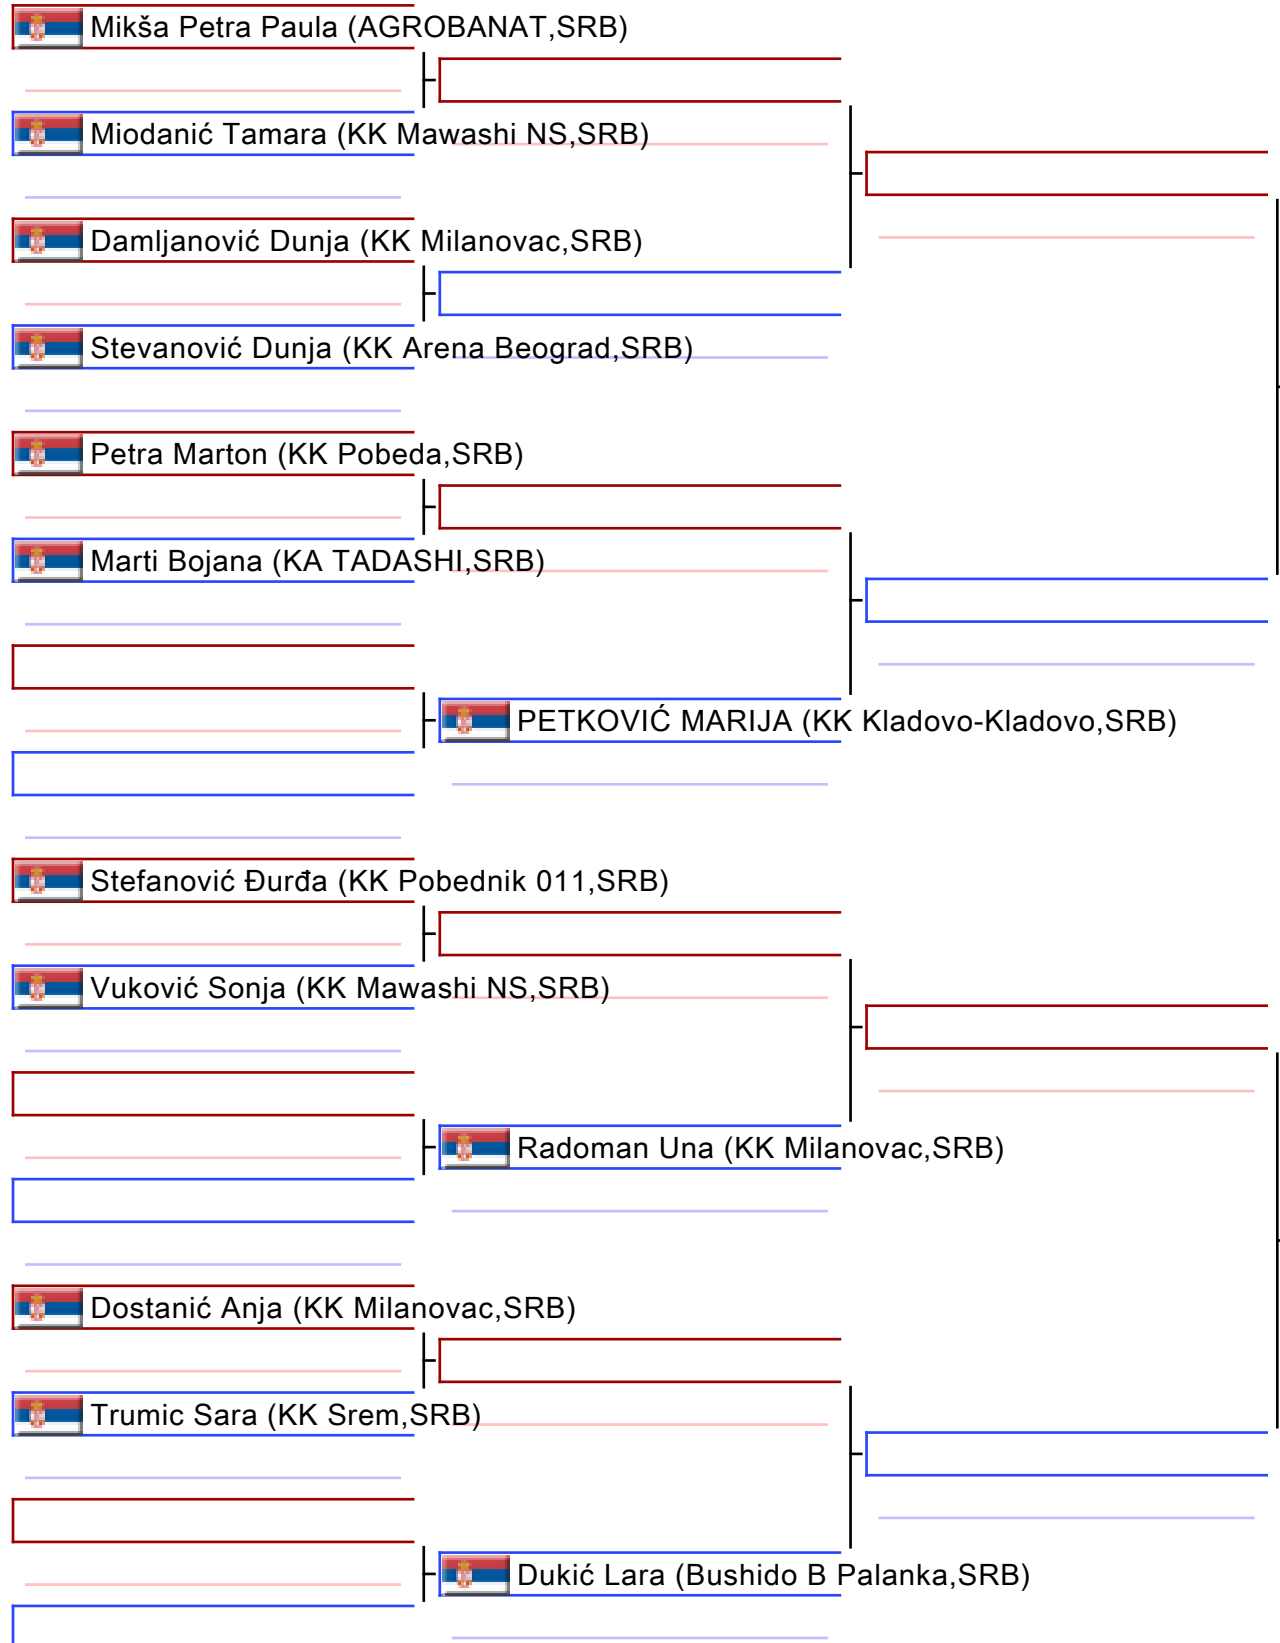 Mikša Petra Paula (AGROBANAT,SRB)
Miodanić Tamara (KK Mawashi NS,SRB)
Damljanović Dunja (KK Milanovac,SRB)
Stevanović Dunja (KK Arena Beograd,SRB)
Petra Marton (KK Pobeda,SRB)
Marti Bojana (KA TADASHI,SRB)
PETKOVIĆ MARIJA (KK Kladovo-Kladovo,SRB)
Stefanović Đurđa (KK Pobednik 011,SRB)
Vuković Sonja (KK Mawashi NS,SRB)
Radoman Una (KK Milanovac,SRB)
Dostanić Anja (KK Milanovac,SRB)
Trumic Sara (KK Srem,SRB)
Dukić Lara (Bushido B Palanka,SRB)